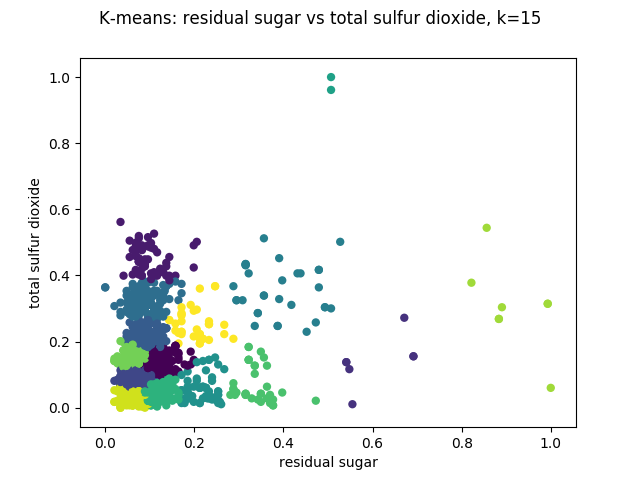 K-means: residual sugar vs total sulfur dioxide, k=15
1.0
0.8
0.6
0.4
0.2
0.0
total sulfur dioxide
0.0 0.2 0.4 0.6 0.8 1.0
residual sugar